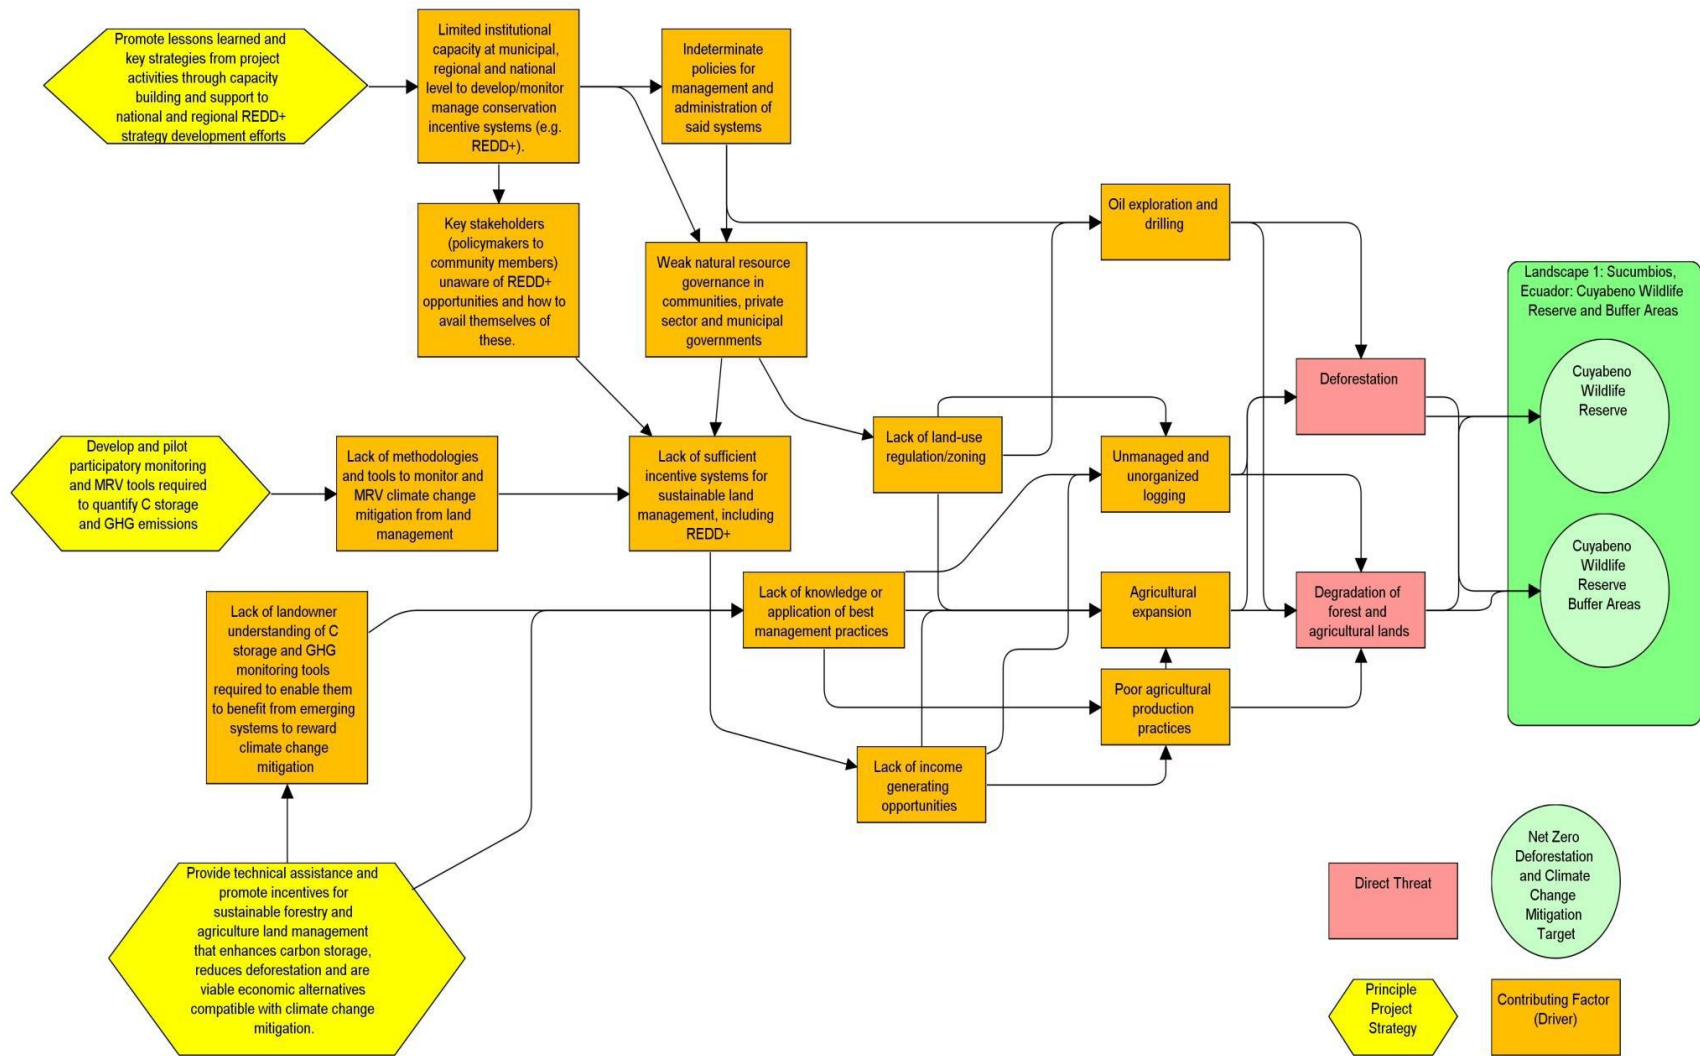 Promote lessons learned and
key strategies from project
activities through capacity
building and support to
national and regional REDD+
strategy development efforts
Limited institutional
capacity at municipal,
regional and national
level to develop/monitor
manage conservation
incentive systems (e.g.
REDD+).
Indeterminate
policies for
management and
administration of
said systems
Key stakeholders
(policymakers to
community members)
unaware of REDD+
opportunities and how to
avail themselves of
these.
Weak natural resource
governance in
communities, private
sector and municipal
governments
Oil exploration and
drilling
Landscape 1: Sucumbios,
Ecuador: Cuyabeno Wildlife
Reserve and Buffer Areas
Deforestation
Cuyabeno
Wildlife
Reserve
Develop and pilot
participatory monitoring
and MRV tools required
to quantify C storage
and GHG emissions
Lack of methodologies
and tools to monitor and
MRV climate change
mitigation from land
management
Lack of sufficient
incentive systems for
sustainable land
management, including
REDD+
Lack of land-use
regulation/zoning
Unmanaged and
unorganized
logging
Cuyabeno
Wildlife
Reserve
Buffer Areas
Lack of landowner
understanding of C
storage and GHG
monitoring tools
required to enable them
to benefit from emerging
systems to reward
climate change
mitigation
Lack of knowledge or
application of best
management practices
Agricultural
expansion
Degradation of
forest and
agricultural lands
Poor agricultural
production
practices
Lack of income
generating
opportunities
Provide technical assistance and
promote incentives for
sustainable forestry and
agriculture land management
that enhances carbon storage,
reduces deforestation and are
viable economic alternatives
compatible with climate change
mitigation.
Direct Threat
Net Zero
Deforestation
and Climate
Change
Mitigation
Target
Principle
Project
Strategy
Contributing Factor
(Driver)